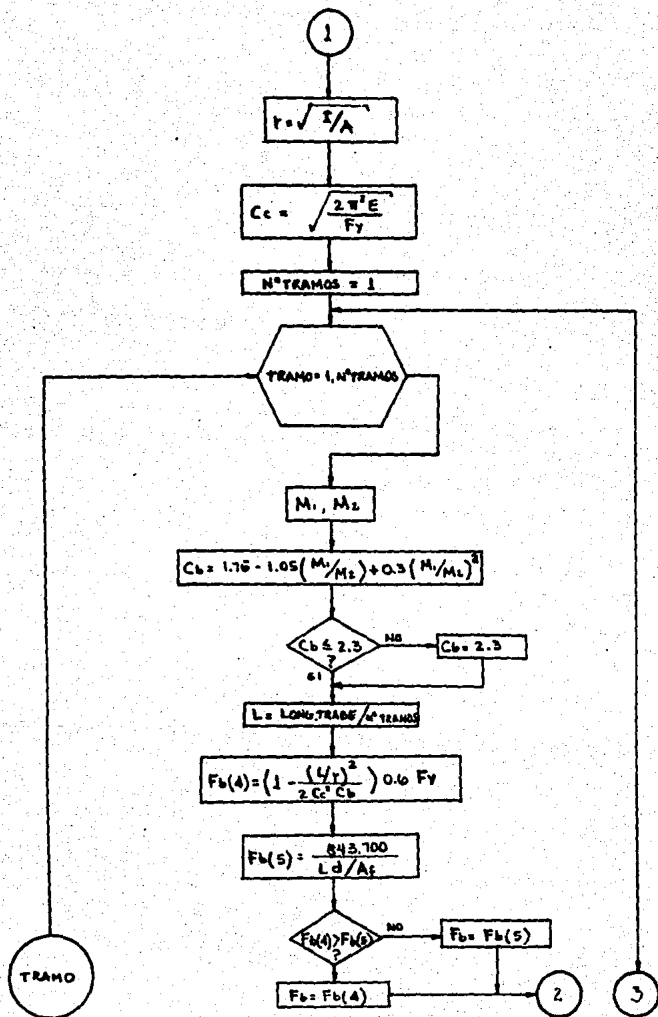 1
r = √I/A
Cc = √(2π²E/Fy)
Nº TRAMOS = 1
TRAMO = 1, Nº TRAMOS
M₁, M₂
Cb = 1.75 - 1.05 (M₁/M₂) + 0.3 (M₁/M₂)²
Cb ≤ 2.3 ?
NO
Cb = 2.3
SI
L = LONG. TRABE / Nº TRAMOS
Fb(4) = (1 - (L/r)²/(2 Cc² Cb)) 0.6 Fy
Fb(5) = 843.700/(L d/Af)
Fb(4) > Fb(5) ?
NO
Fb = Fb(5)
Fb = Fb(4)
TRAMO
2
3